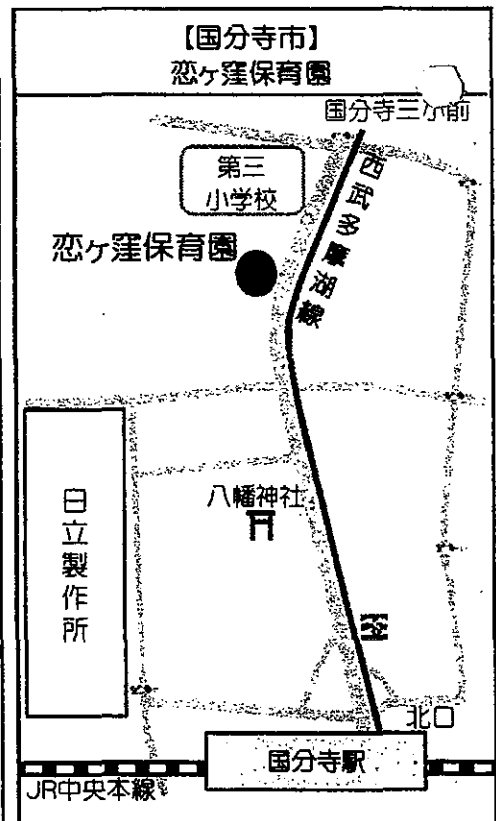 【国分寺市】
恋ヶ窪保育園
国分寺三小前
第三
小学校
西武多摩湖線
恋ヶ窪保育園
八幡神社
日立製作所
北口
国分寺駅
JR中央本線